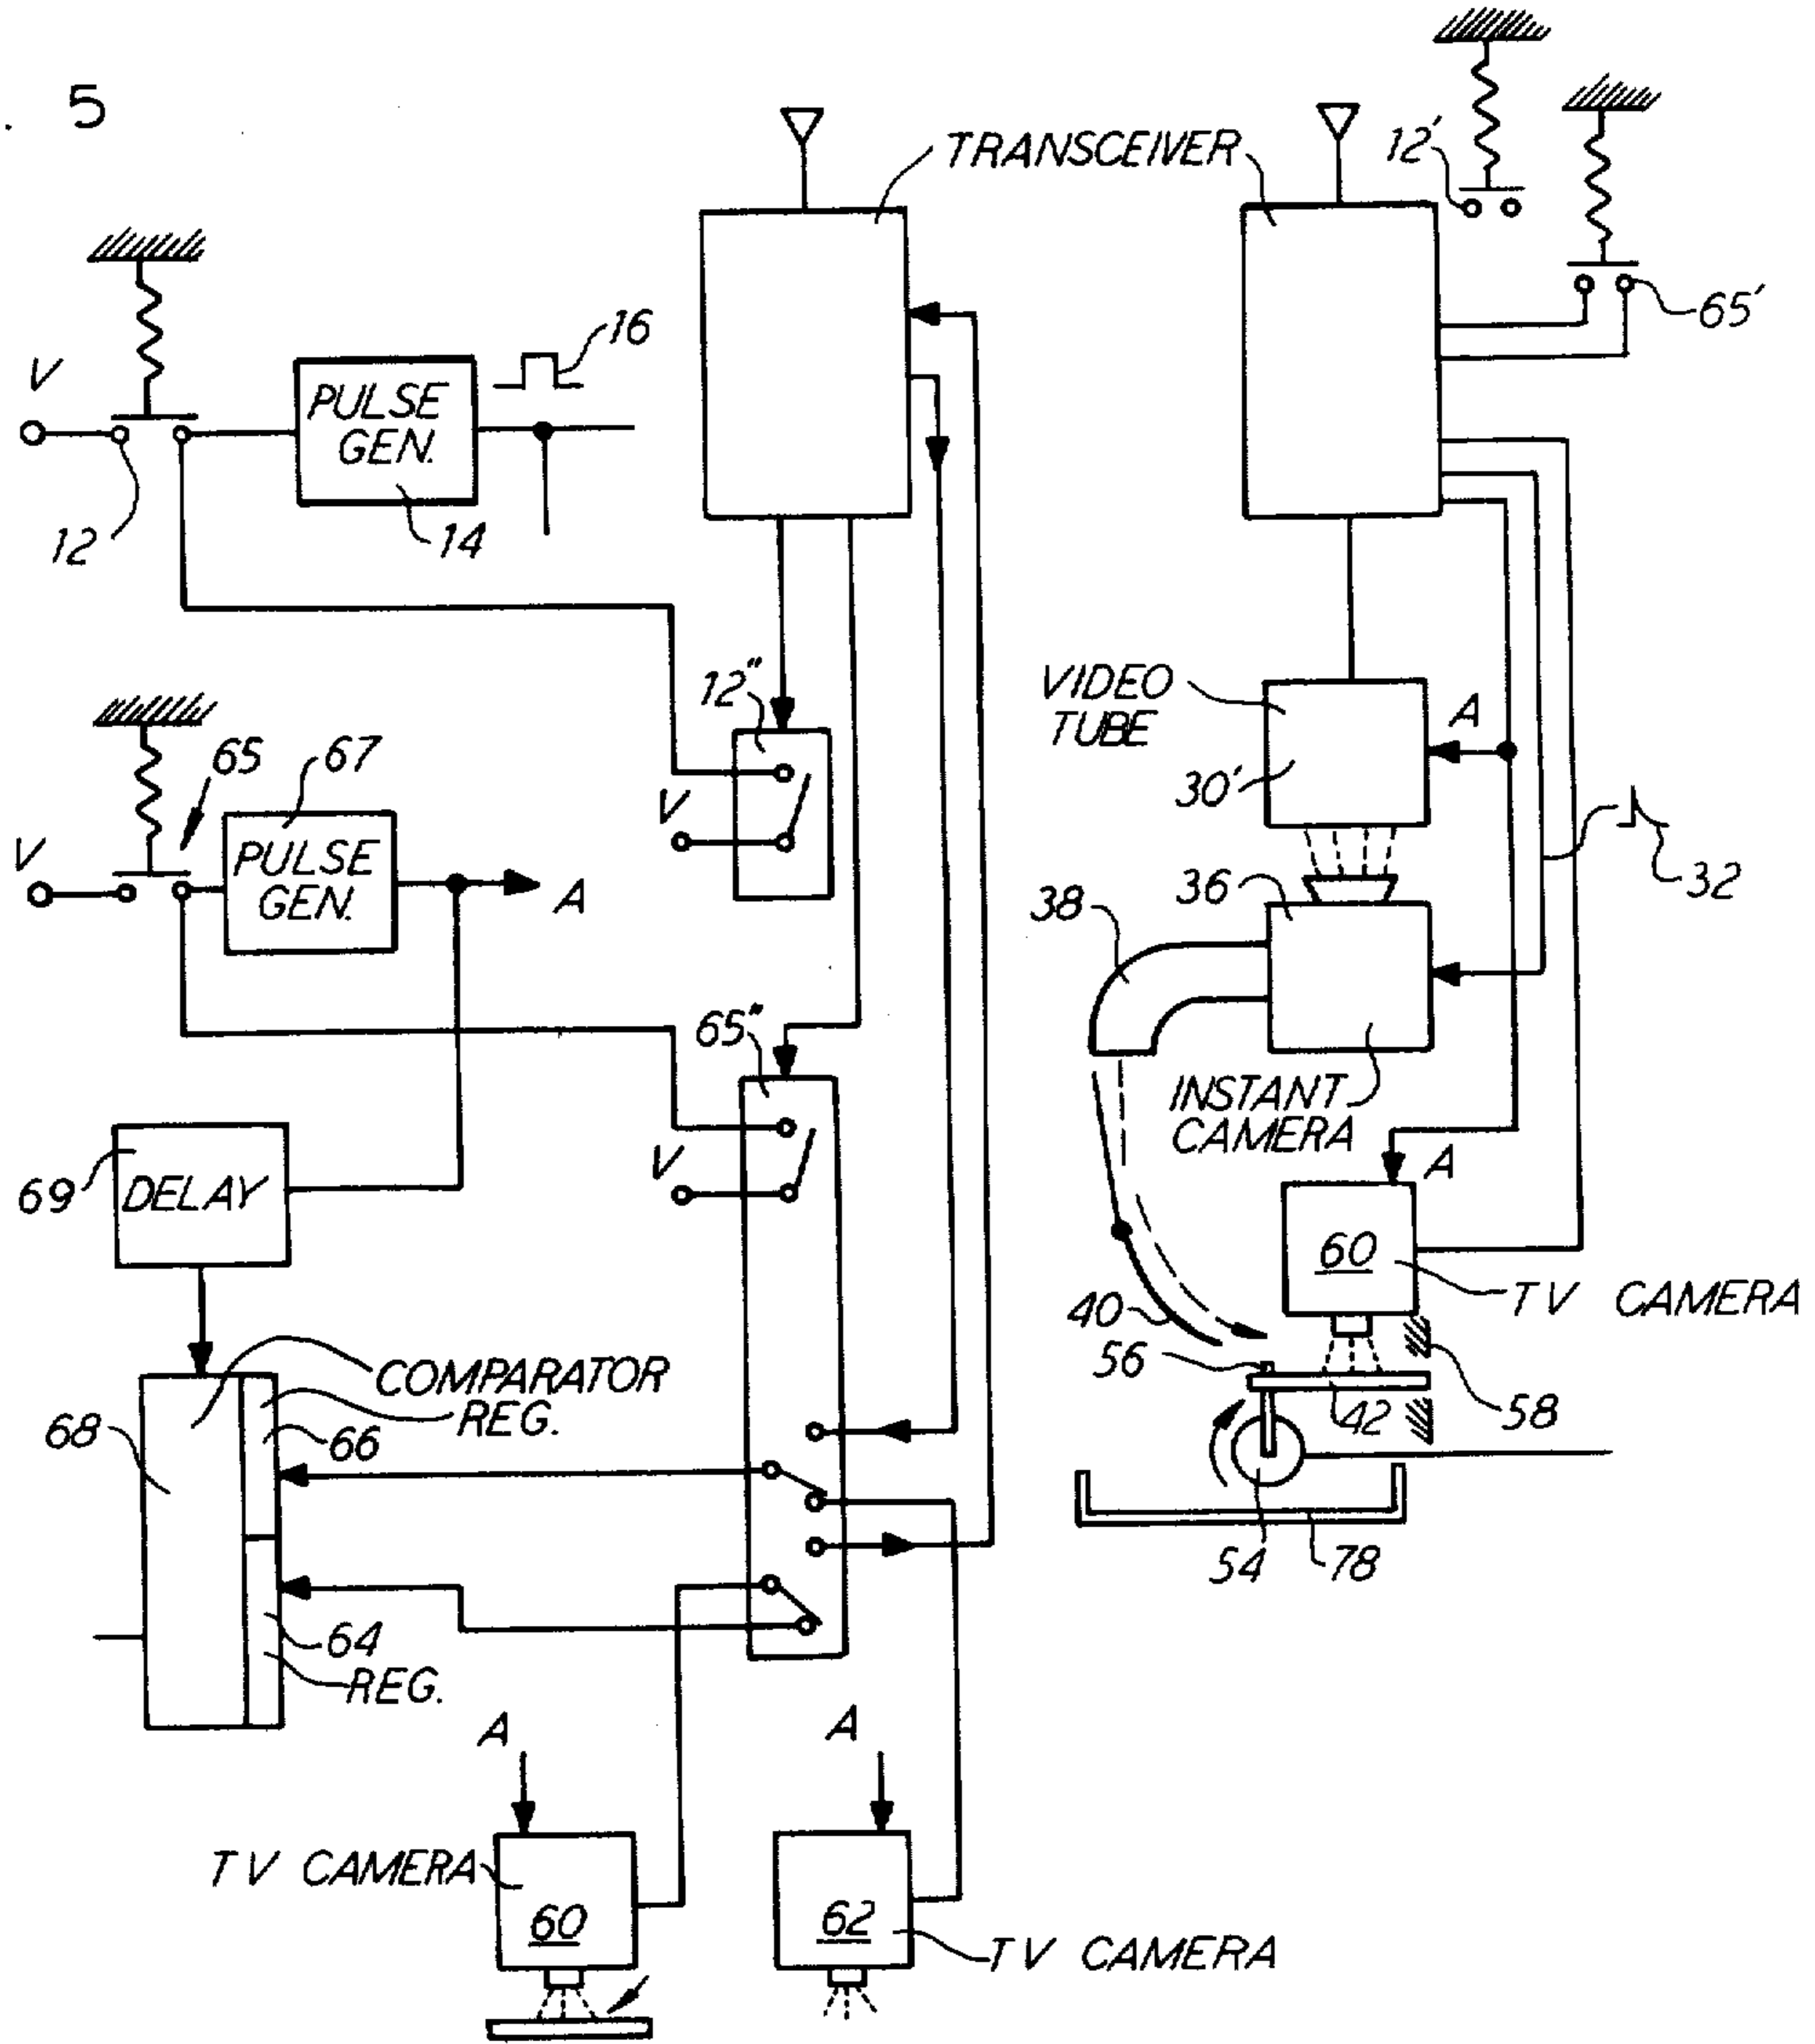 . 5
TRANSCEIVER
12'
65'
V
PULSE
GEN.
16
12
14
VIDEO
TUBE
30'
A
32
12"
V
65
67
V
PULSE
GEN.
A
36
38
65"
V
INSTANT
CAMERA
A
69
DELAY
60
TV CAMERA
40
56
42
58
COMPARATOR
REG.
68
66
54
78
64
REG.
A
A
TV CAMERA
60
62
TV CAMERA